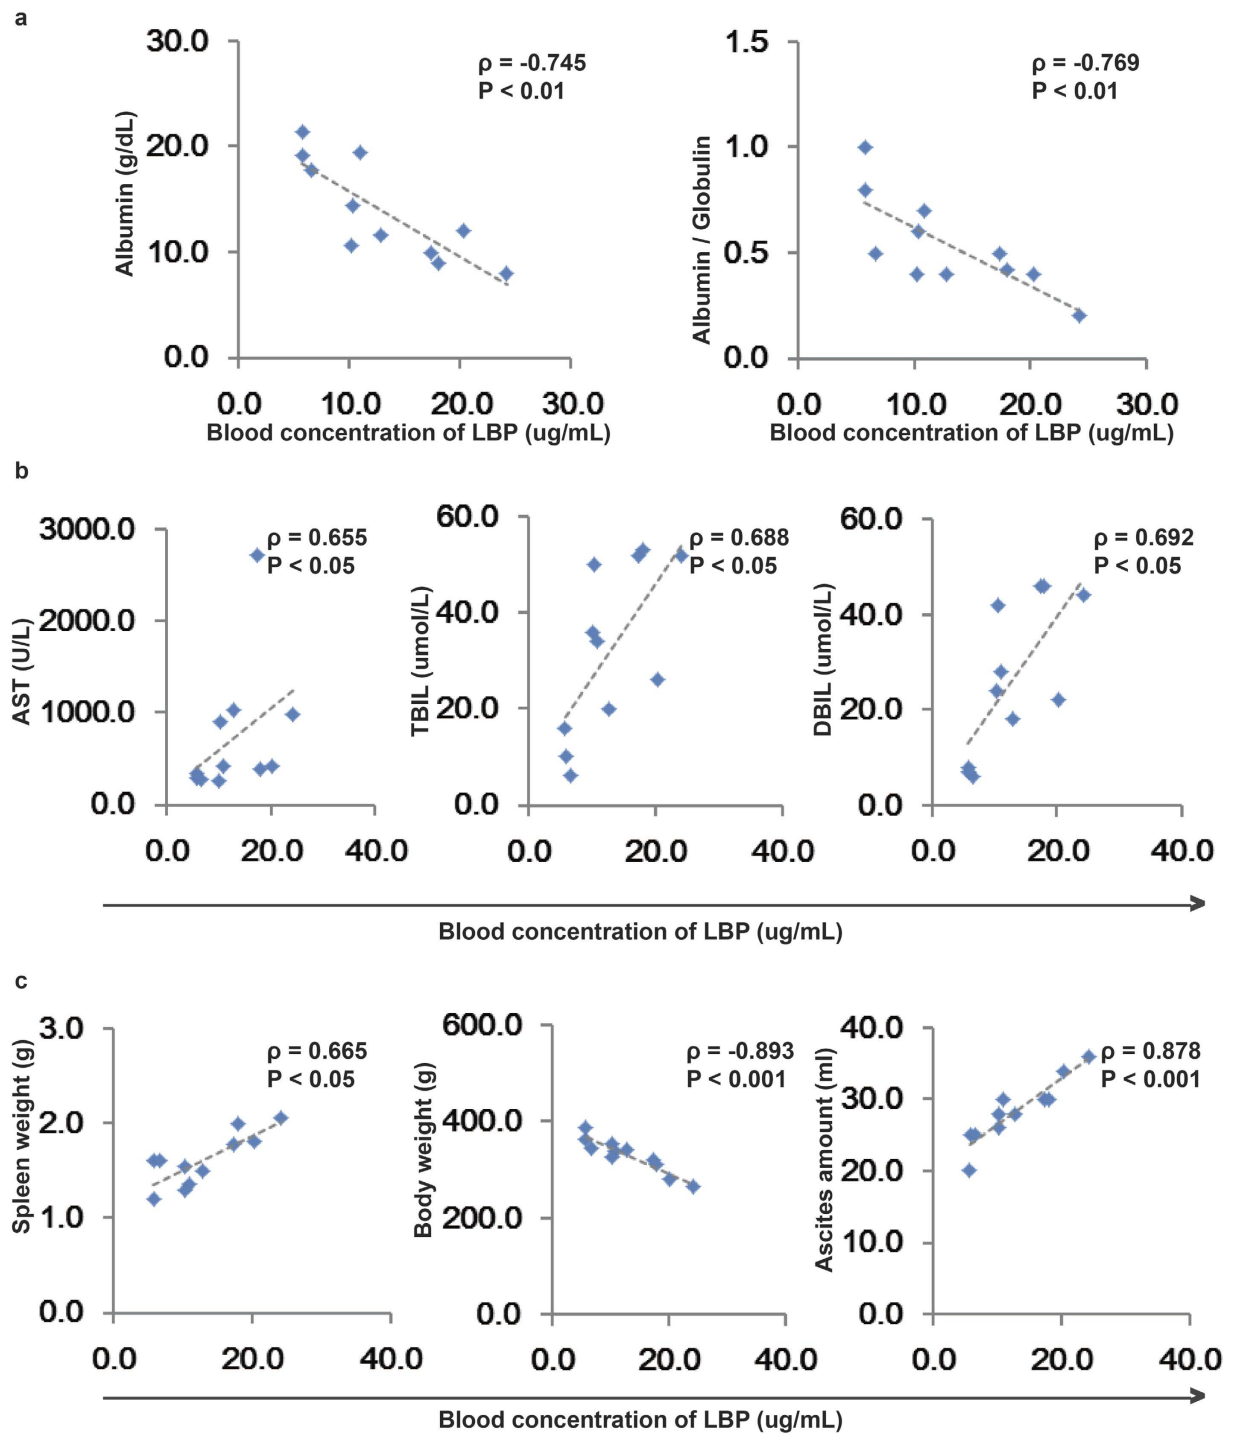 a
30.0
20.0
10.0
0.0
Albumin (g/dL)
ρ = -0.745
P < 0.01
0.0 10.0 20.0 30.0
Blood concentration of LBP (ug/mL)
1.5
1.0
0.5
0.0
Albumin / Globulin
ρ = -0.769
P < 0.01
0.0 10.0 20.0 30.0
Blood concentration of LBP (ug/mL)
b
3000.0
2000.0
1000.0
0.0
AST (U/L)
ρ = 0.655
P < 0.05
0.0 20.0 40.0
60.0
40.0
20.0
0.0
TBIL (umol/L)
ρ = 0.688
P < 0.05
0.0 20.0 40.0
60.0
40.0
20.0
0.0
DBIL (umol/L)
ρ = 0.692
P < 0.05
0.0 20.0 40.0
Blood concentration of LBP (ug/mL)
c
3.0
2.0
1.0
0.0
Spleen weight (g)
ρ = 0.665
P < 0.05
0.0 20.0 40.0
600.0
400.0
200.0
0.0
Body weight (g)
ρ = -0.893
P < 0.001
0.0 20.0 40.0
40.0
30.0
20.0
10.0
0.0
Ascites amount (ml)
ρ = 0.878
P < 0.001
0.0 20.0 40.0
Blood concentration of LBP (ug/mL)